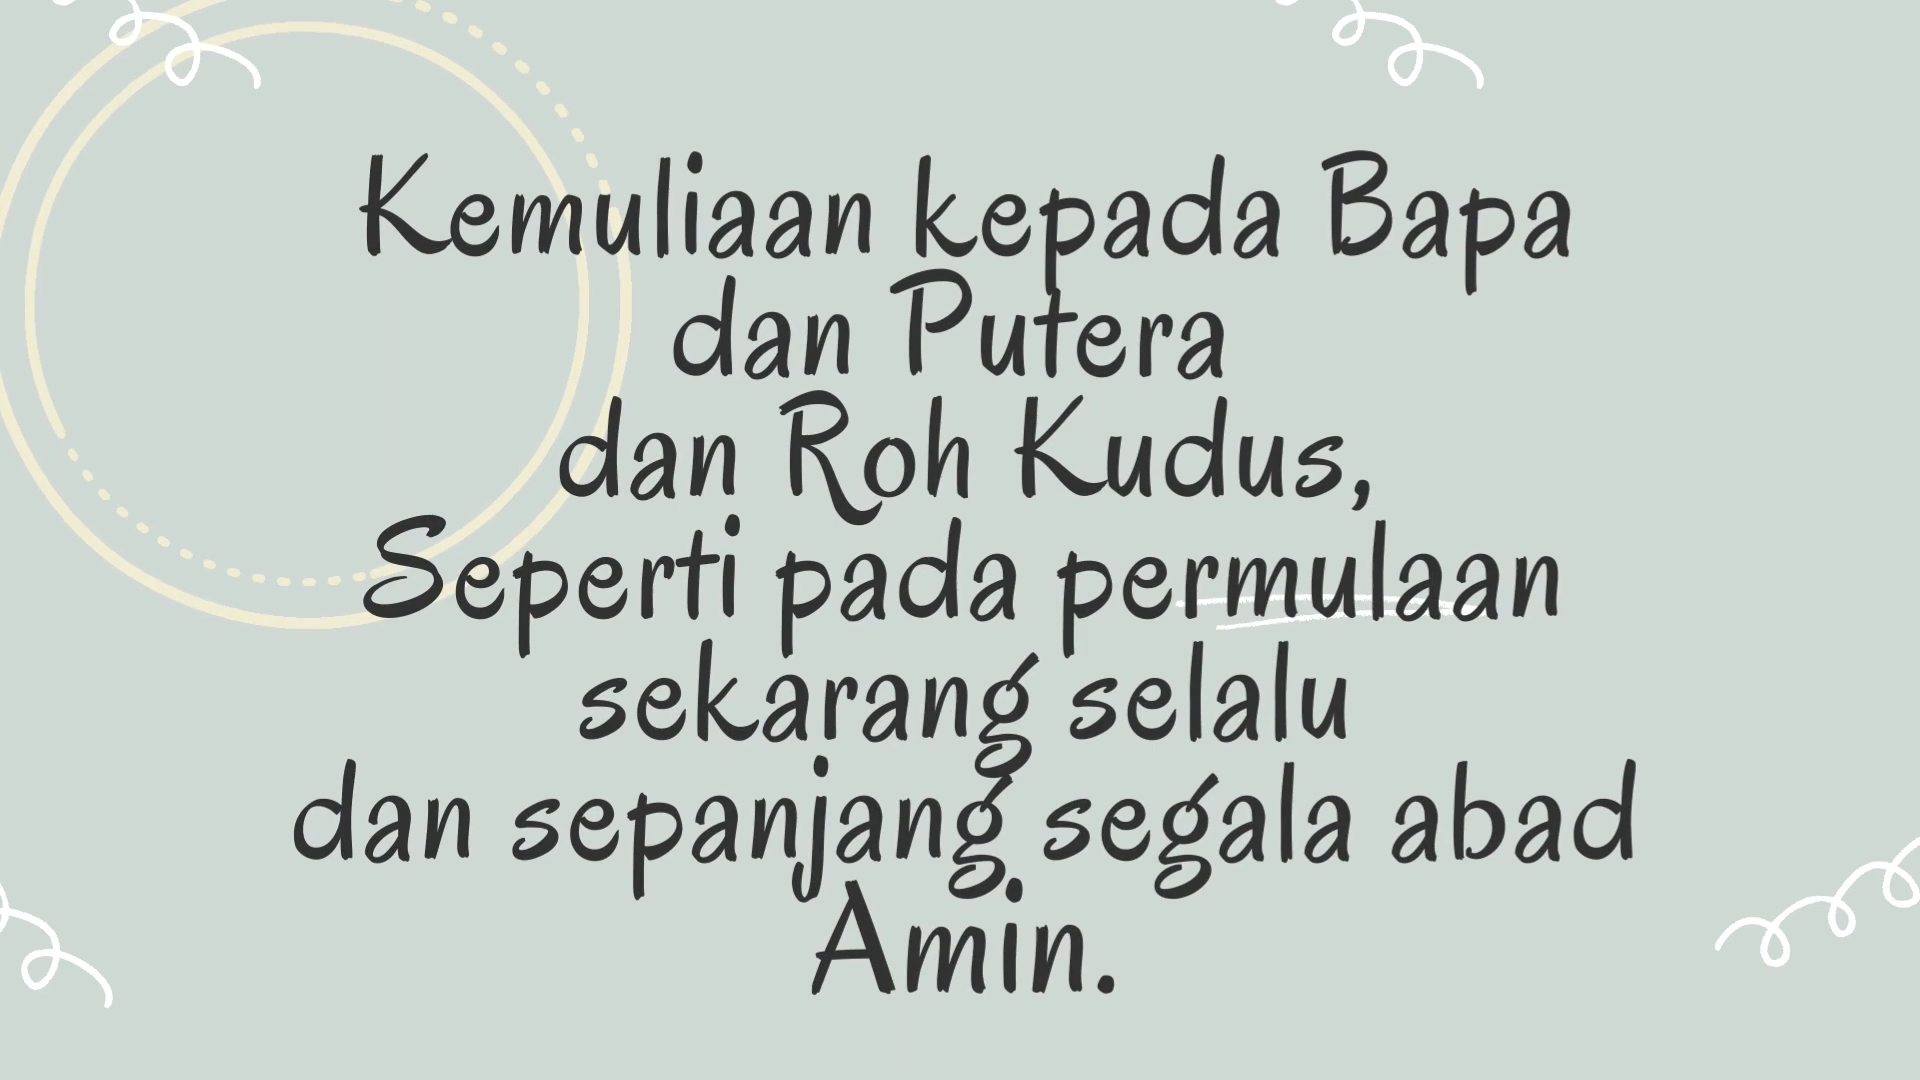 Kemuliaan kepada Bapa
dan Putera
dan Roh Kudus,
Seperti pada permulaan
sekarang selalu
dan sepanjang segala abad
Amin.